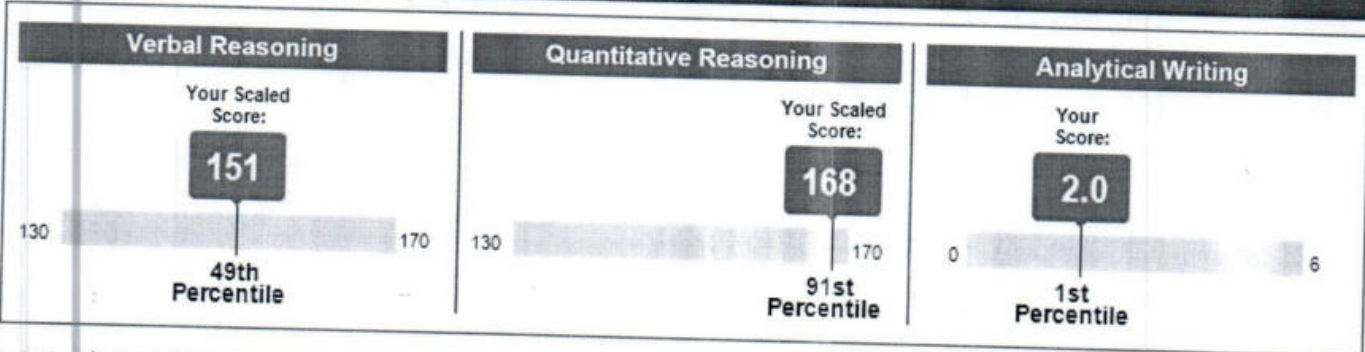 Verbal Reasoning
Your Scaled
Score:
151
130
170
49th
Percentile
Quantitative Reasoning
Your Scaled
Score:
168
130
170
91st
Percentile
Analytical Writing
Your
Score:
2.0
0
6
1st
Percentile